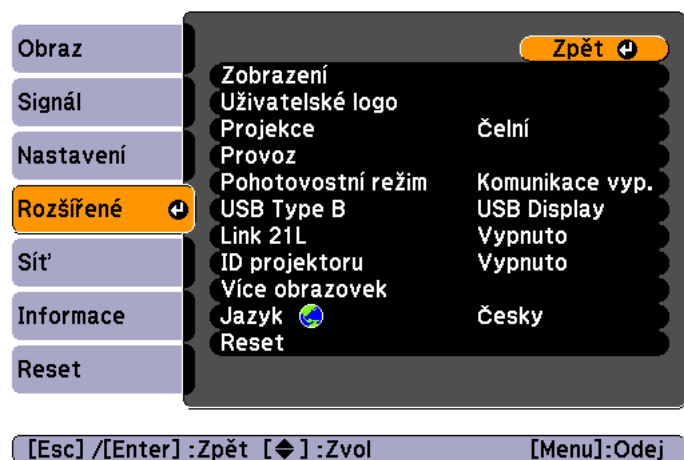 Obraz
Signál
Nastavení
Rozšířené
Síť
Informace
Reset
Zpět
Zobrazení
Uživatelské logo
Projekce Čelní
Provoz
Pohotovostní režim Komunikace vyp.
USB Type B USB Display
Link 21L Vypnuto
ID projektoru Vypnuto
Více obrazovek
Jazyk Česky
Reset
[Esc] /[Enter] :Zpět [◆] :Zvol [Menu]:Odej